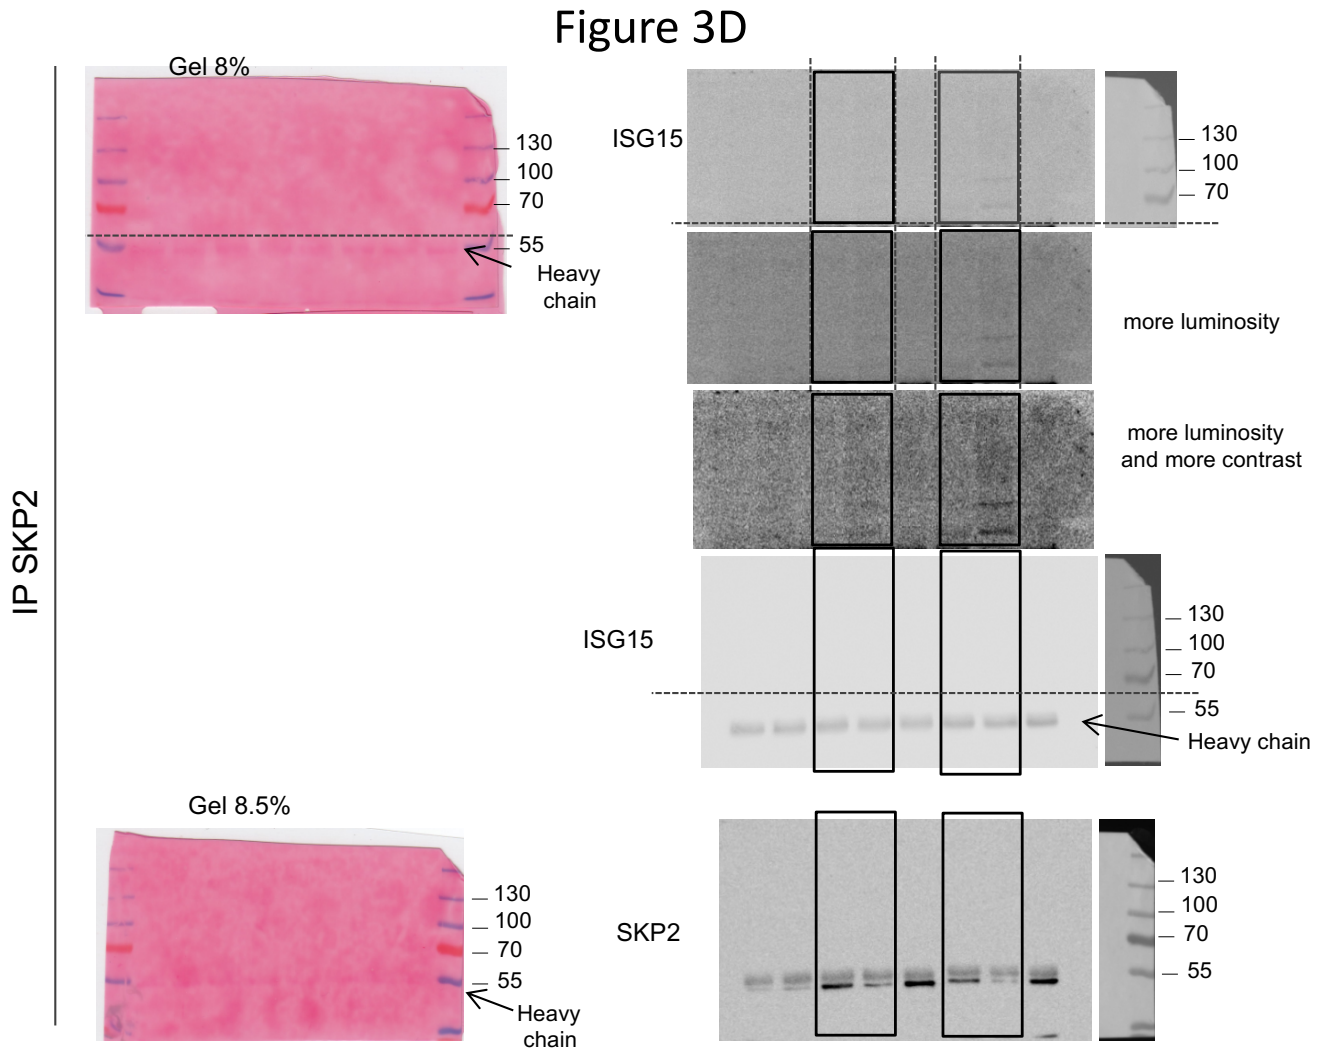 Figure 3D
Gel 8%
130
100
70
55
Heavy
chain
ISG15
130
100
70
more luminosity
more luminosity
and more contrast
IP SKP2
ISG15
130
100
70
55
Heavy chain
Gel 8.5%
130
100
70
55
Heavy
chain
SKP2
130
100
70
55